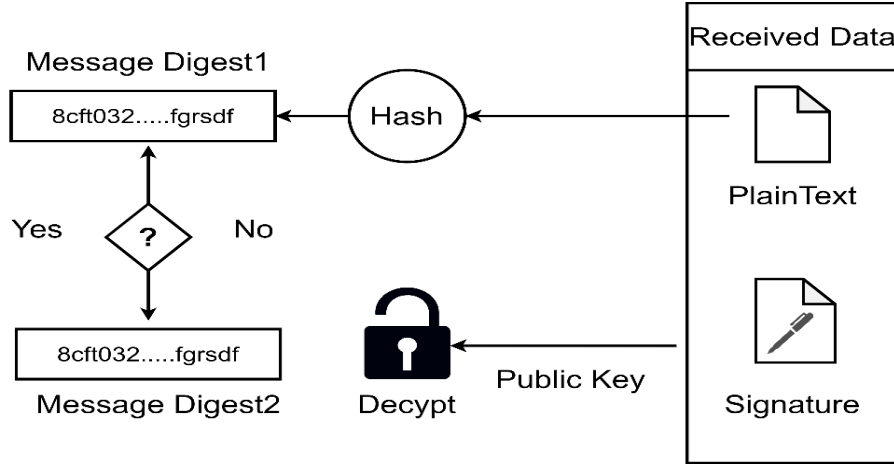 Received Data
Message Digest1
8cft032.....fgrsdf
Hash
PlainText
Yes
?
No
8cft032.....fgrsdf
Message Digest2
Decypt
Public Key
Signature